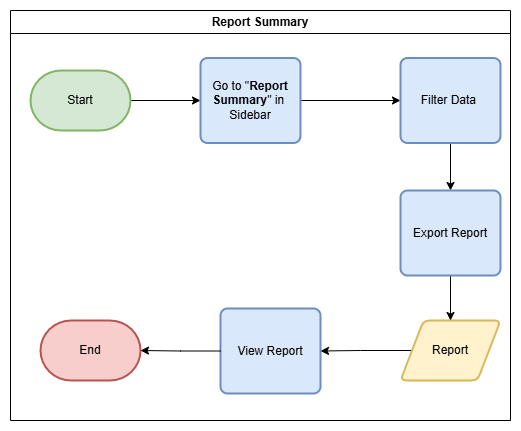 Report Summary
Start
Go to "Report
Summary" in
Sidebar
Filter Data
Export Report
Report
View Report
End